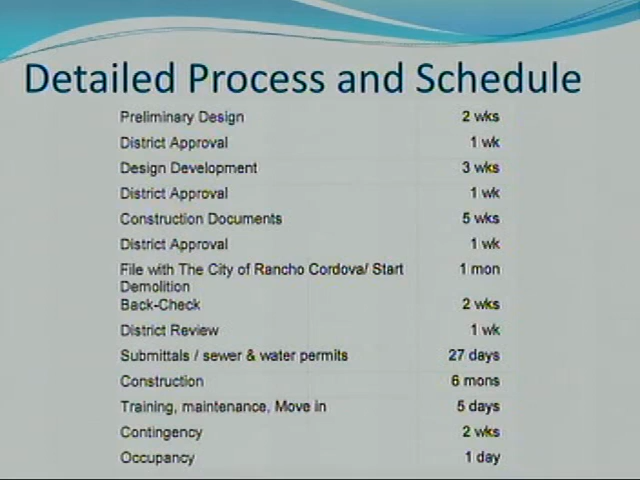 Detailed Process and Schedule
Preliminary Design 2 wks
District Approval 1 wk
Design Development 3 wks
District Approval 1 wk
Construction Documents 5 wks
District Approval 1 wk
File with The City of Rancho Cordova/ Start 1 mon
Demolition
Back-Check 2 wks
District Review 1 wk
Submittals / sewer & water permits 27 days
Construction 6 mons
Training, maintenance, Move in 5 days
Contingency 2 wks
Occupancy 1 day